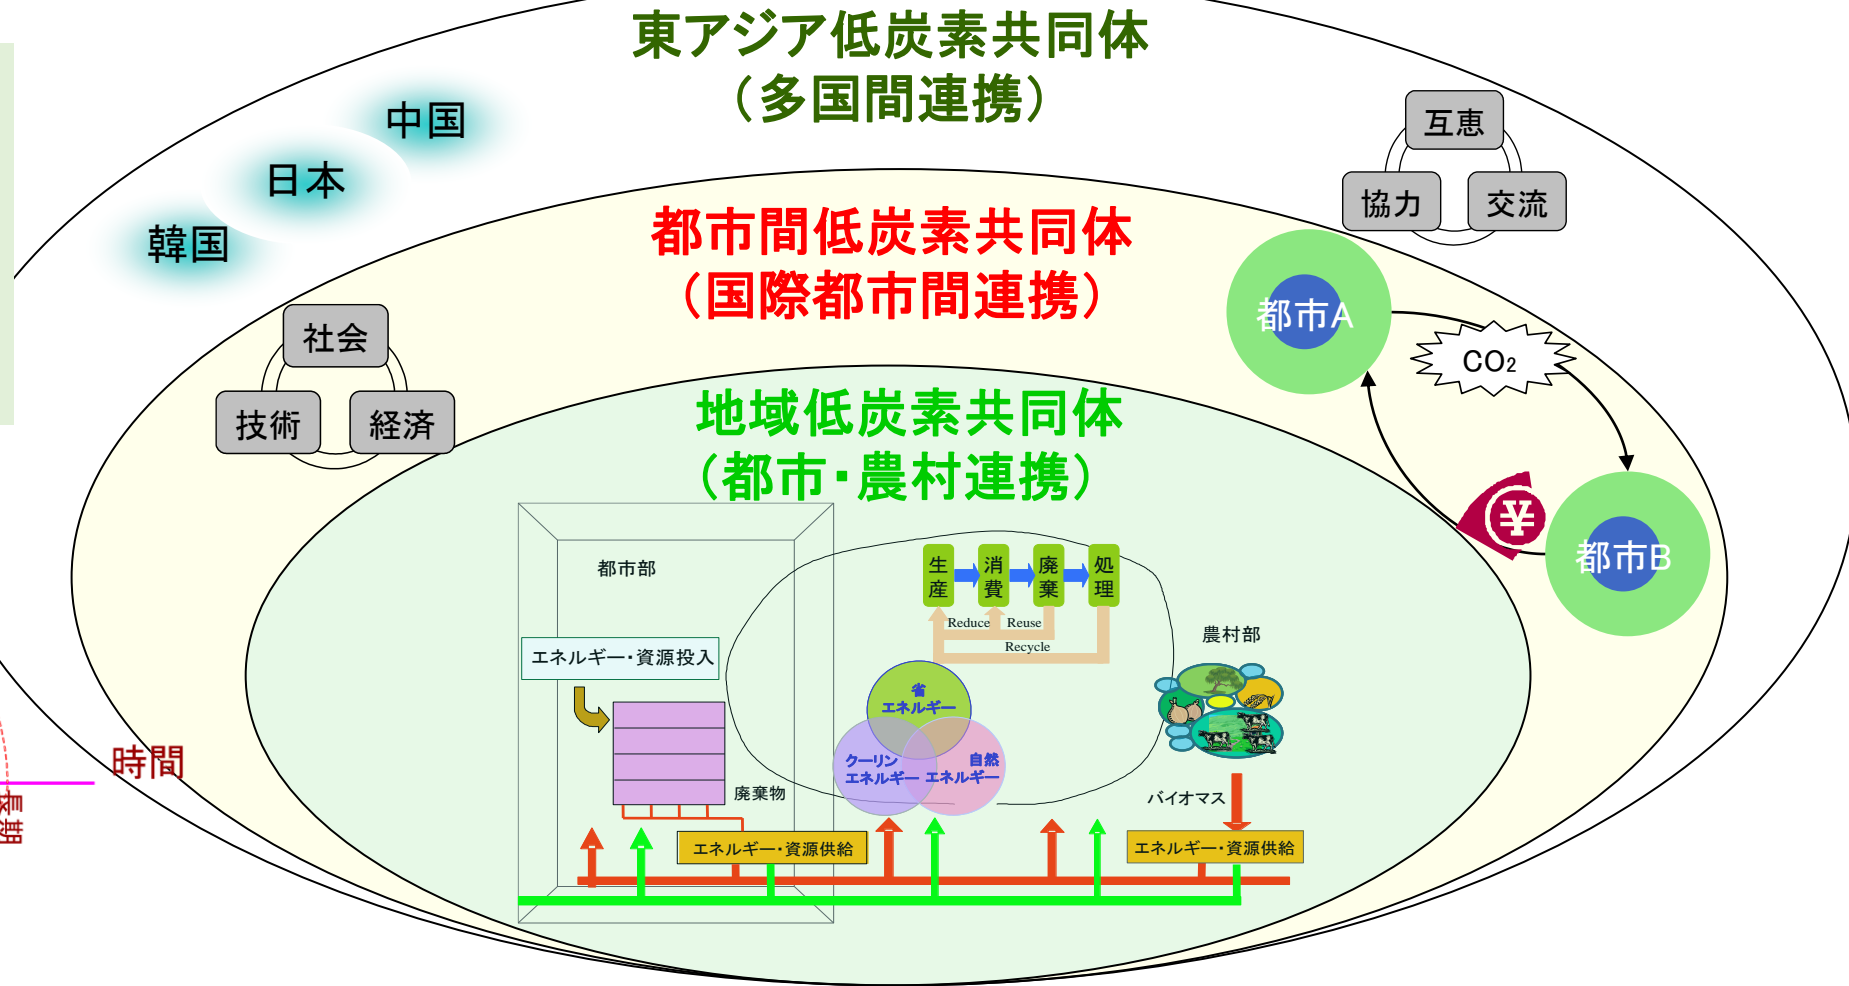 東アジア低炭素共同体
（多国間連携）
中国
日本
韓国
互恵
協力
交流
都市間低炭素共同体
（国際都市間連携）
都市A
CO₂
社会
技術
経済
地域低炭素共同体
（都市・農村連携）
¥
都市B
都市部
生産
消費
廃棄
処理
Reduce
Reuse
Recycle
農村部
エネルギー・資源投入
省
エネルギー
クーリン
エネルギー
自然
エネルギー
時間
長期
廃棄物
バイオマス
エネルギー・資源供給
エネルギー・資源供給